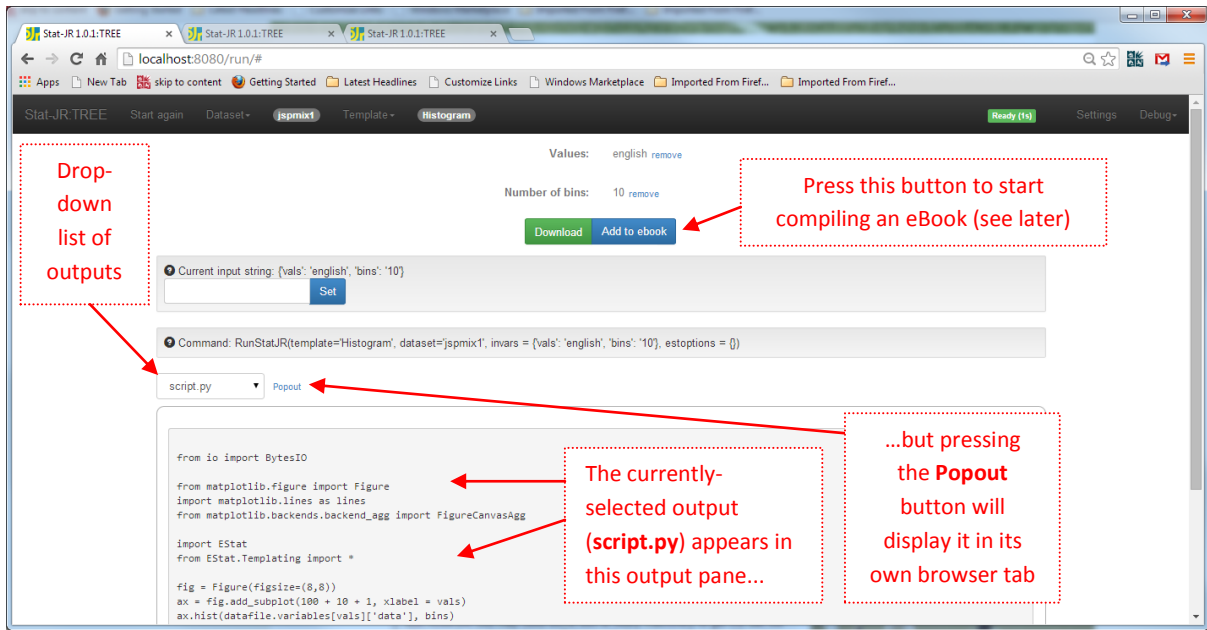 Stat-JR 1.0.1:TREE
Stat-JR 1.0.1:TREE
Stat-JR 1.0.1:TREE
localhost:8080/run/#
Apps New Tab skip to content Getting Started Latest Headlines Customize Links Windows Marketplace Imported From Firef... Imported From Firef...
Stat-JR:TREE Start again Dataset jspmix1 Template Histogram Ready (1s) Settings Debug
Drop-
down
list of
outputs
Values: english remove
Number of bins: 10 remove
Download Add to ebook
Press this button to start
compiling an eBook (see later)
Current input string: {'vals': 'english', 'bins': '10'}
Set
Command: RunStatJR(template='Histogram', dataset='jspmix1', invars = {'vals': 'english', 'bins': '10'}, estoptions = {})
script.py Popout
from io import BytesIO
from matplotlib.figure import Figure
import matplotlib.lines as lines
from matplotlib.backends.backend_agg import FigureCanvasAgg
import EStat
from EStat.Templating import *
fig = Figure(figsize=(8,8))
ax = fig.add_subplot(100 + 10 + 1, xlabel = vals)
ax.hist(datafile.variables[vals]['data'], bins)
The currently-
selected output
(script.py) appears in
this output pane...
...but pressing
the Popout
button will
display it in its
own browser tab